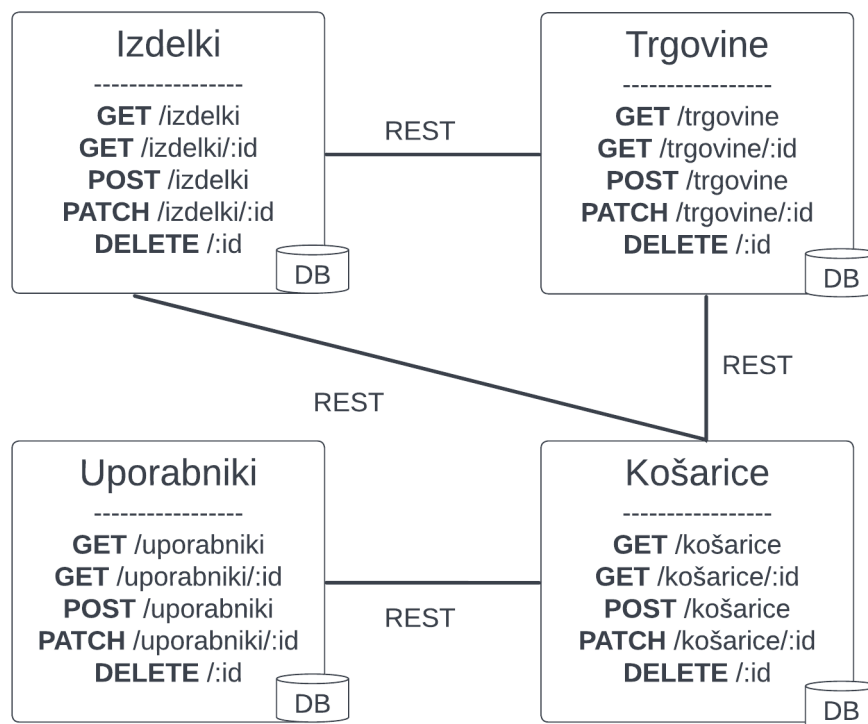 Izdelki
-----------------
GET /izdelki
GET /izdelki/:id
POST /izdelki
PATCH /izdelki/:id
DELETE /:id
DB
REST
Trgovine
-----------------
GET /trgovine
GET /trgovine/:id
POST /trgovine
PATCH /trgovine/:id
DELETE /:id
DB
REST
REST
Uporabniki
-----------------
GET /uporabniki
GET /uporabniki/:id
POST /uporabniki
PATCH /uporabniki/:id
DELETE /:id
DB
REST
Košarice
-----------------
GET /košarice
GET /košarice/:id
POST /košarice
PATCH /košarice/:id
DELETE /:id
DB